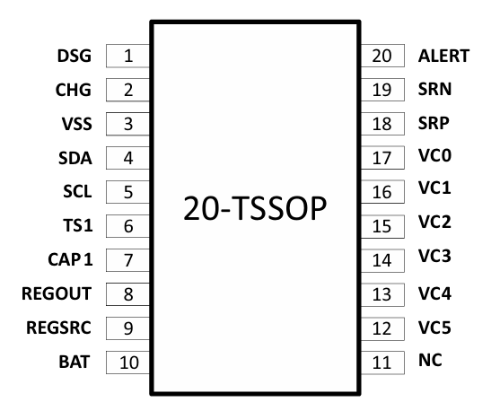 DSG 1 20 ALERT
CHG 2 19 SRN
VSS 3 18 SRP
SDA 4 17 VC0
SCL 5 16 VC1
20-TSSOP
TS1 6 15 VC2
CAP1 7 14 VC3
REGOUT 8 13 VC4
REGSRC 9 12 VC5
BAT 10 11 NC